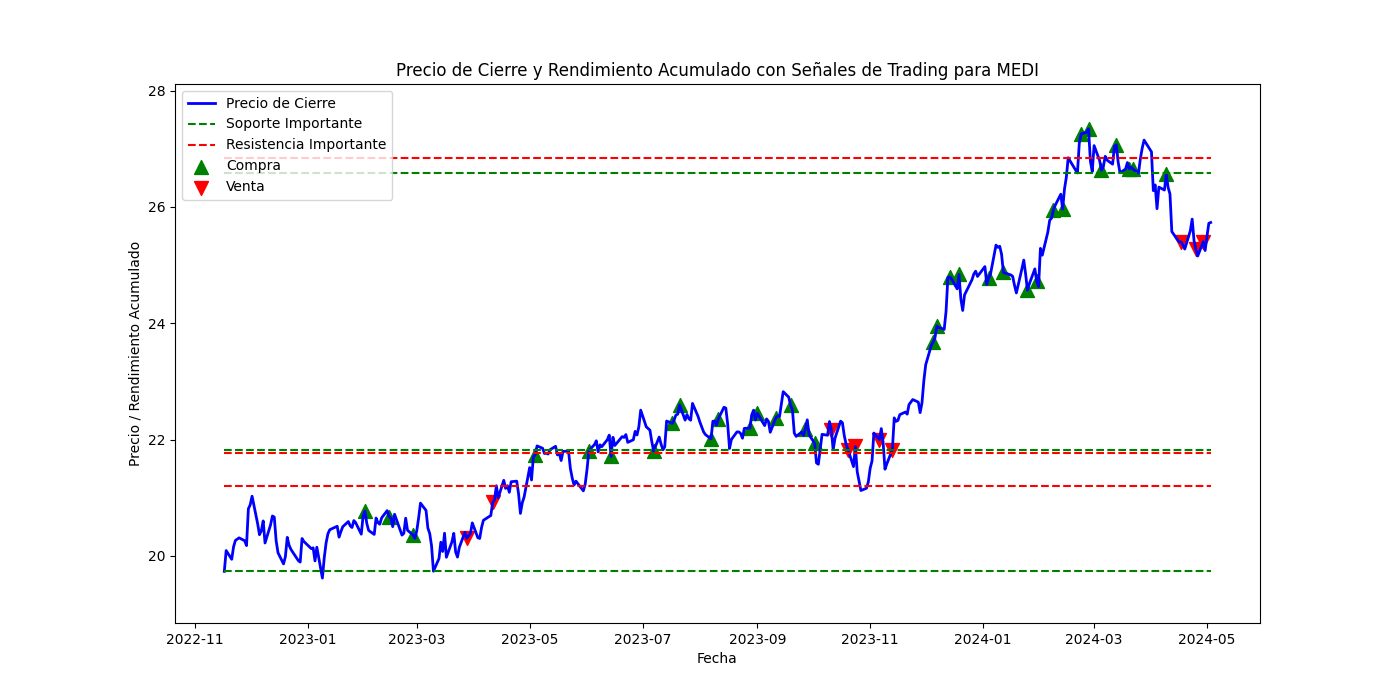 Precio de Cierre y Rendimiento Acumulado con Señales de Trading para MEDI
Precio / Rendimiento Acumulado
28
26
24
22
20
Precio de Cierre
Soporte Importante
Resistencia Importante
Compra
Venta
2022-11 2023-01 2023-03 2023-05 2023-07 2023-09 2023-11 2024-01 2024-03 2024-05
Fecha